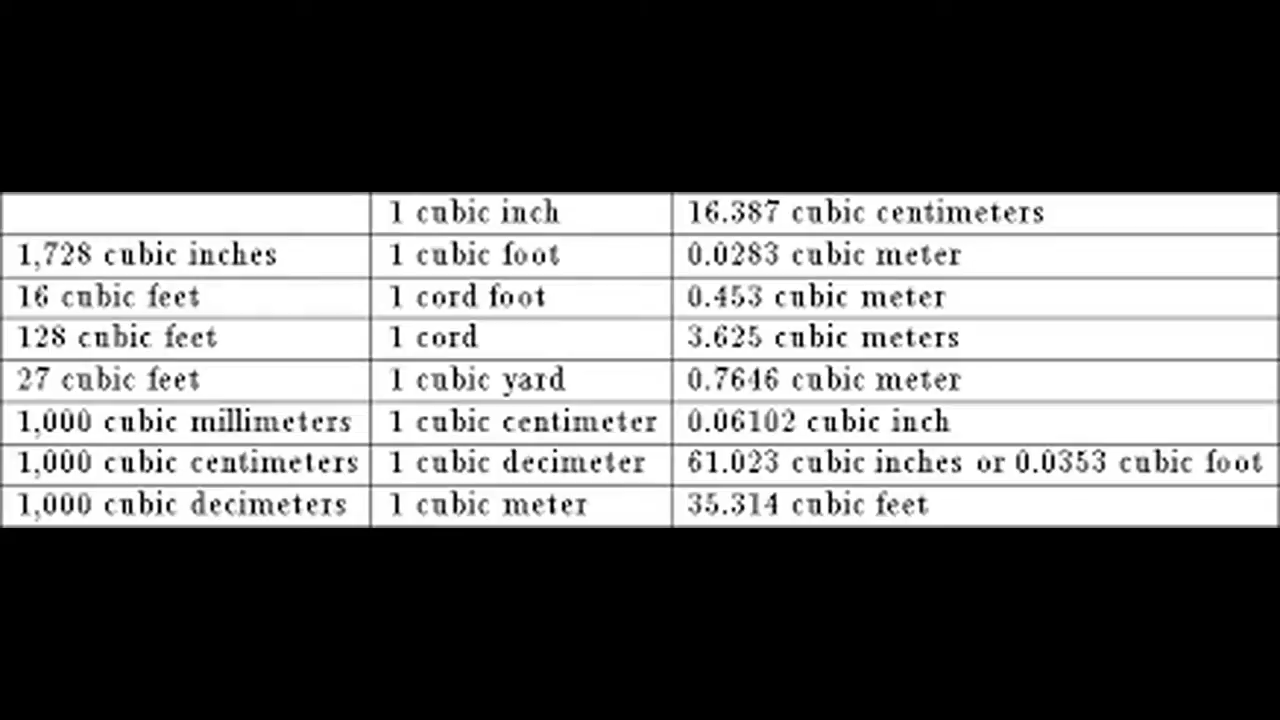 1 cubic inch 16.387 cubic centimeters
1,728 cubic inches 1 cubic foot 0.0283 cubic meter
16 cubic feet 1 cord foot 0.453 cubic meter
128 cubic feet 1 cord 3.625 cubic meters
27 cubic feet 1 cubic yard 0.7646 cubic meter
1,000 cubic millimeters 1 cubic centimeter 0.06102 cubic inch
1,000 cubic centimeters 1 cubic decimeter 61.023 cubic inches or 0.0353 cubic foot
1,000 cubic decimeters 1 cubic meter 35.314 cubic feet